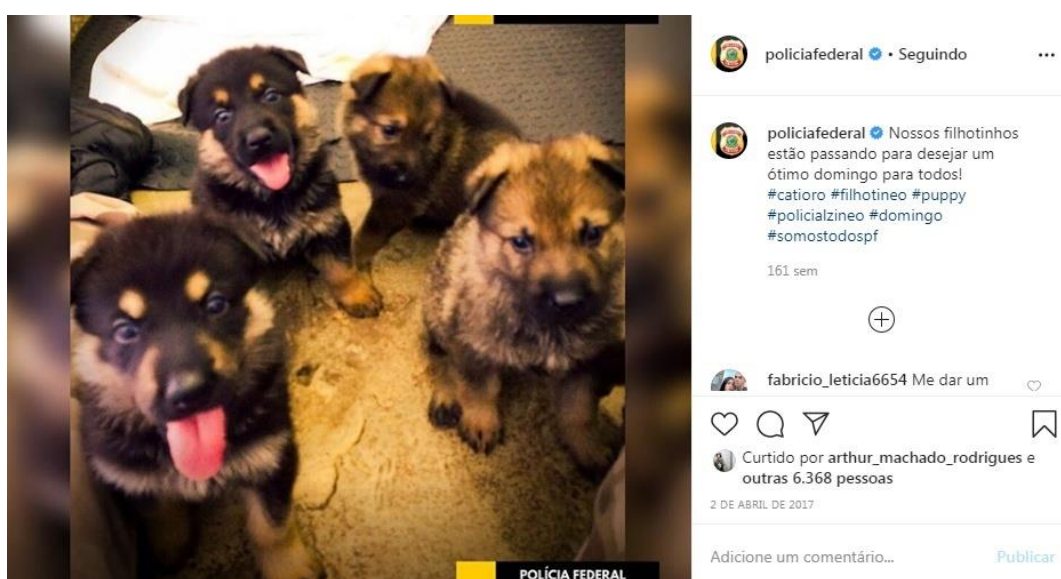 POLÍCIA FEDERAL
policiafederal • Seguindo
policiafederal Nossos filhotinhos
estão passando para desejar um
ótimo domingo para todos!
#catioro #filhotineo #puppy
#policialzineo #domingo
#somostodospf
161 sem
fabricio_leticia6654 Me dar um
Curtido por arthur_machado_rodrigues e
outras 6.368 pessoas
2 DE ABRIL DE 2017
Adicione um comentário...
Publicar